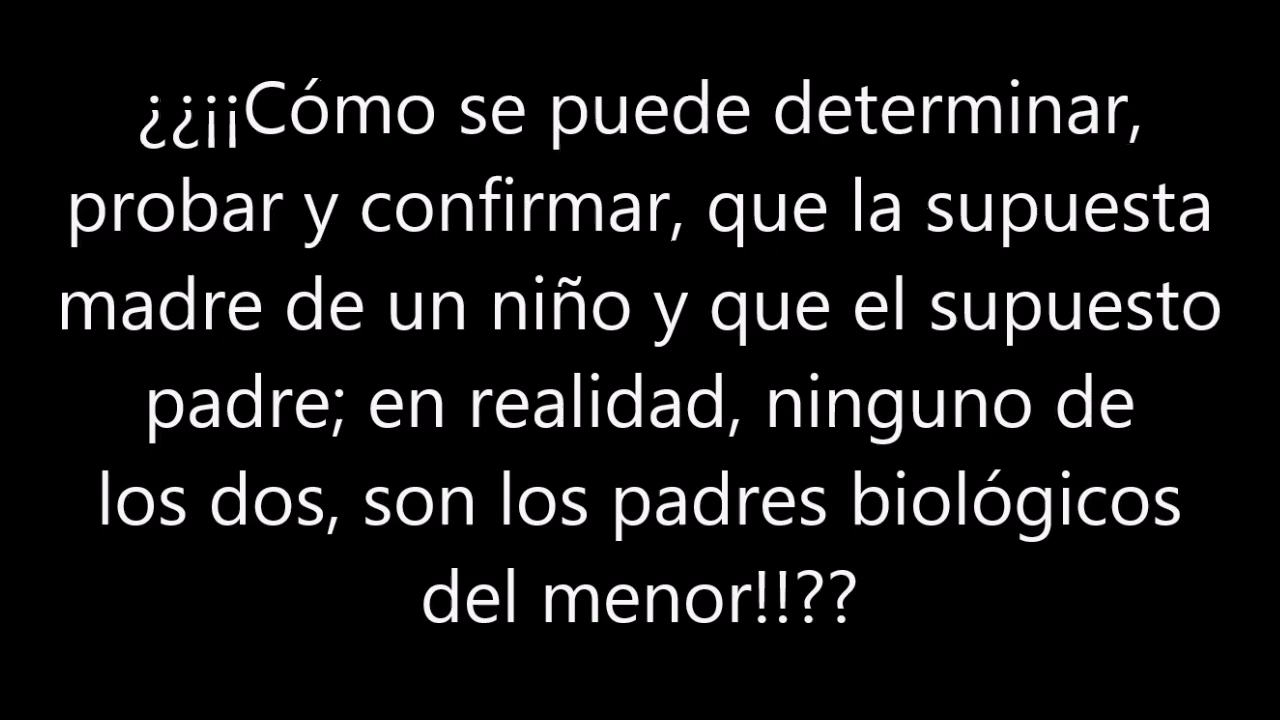 ¿¿¡¡Cómo se puede determinar,
probar y confirmar, que la supuesta
madre de un niño y que el supuesto
padre; en realidad, ninguno de
los dos, son los padres biológicos
del menor!!??